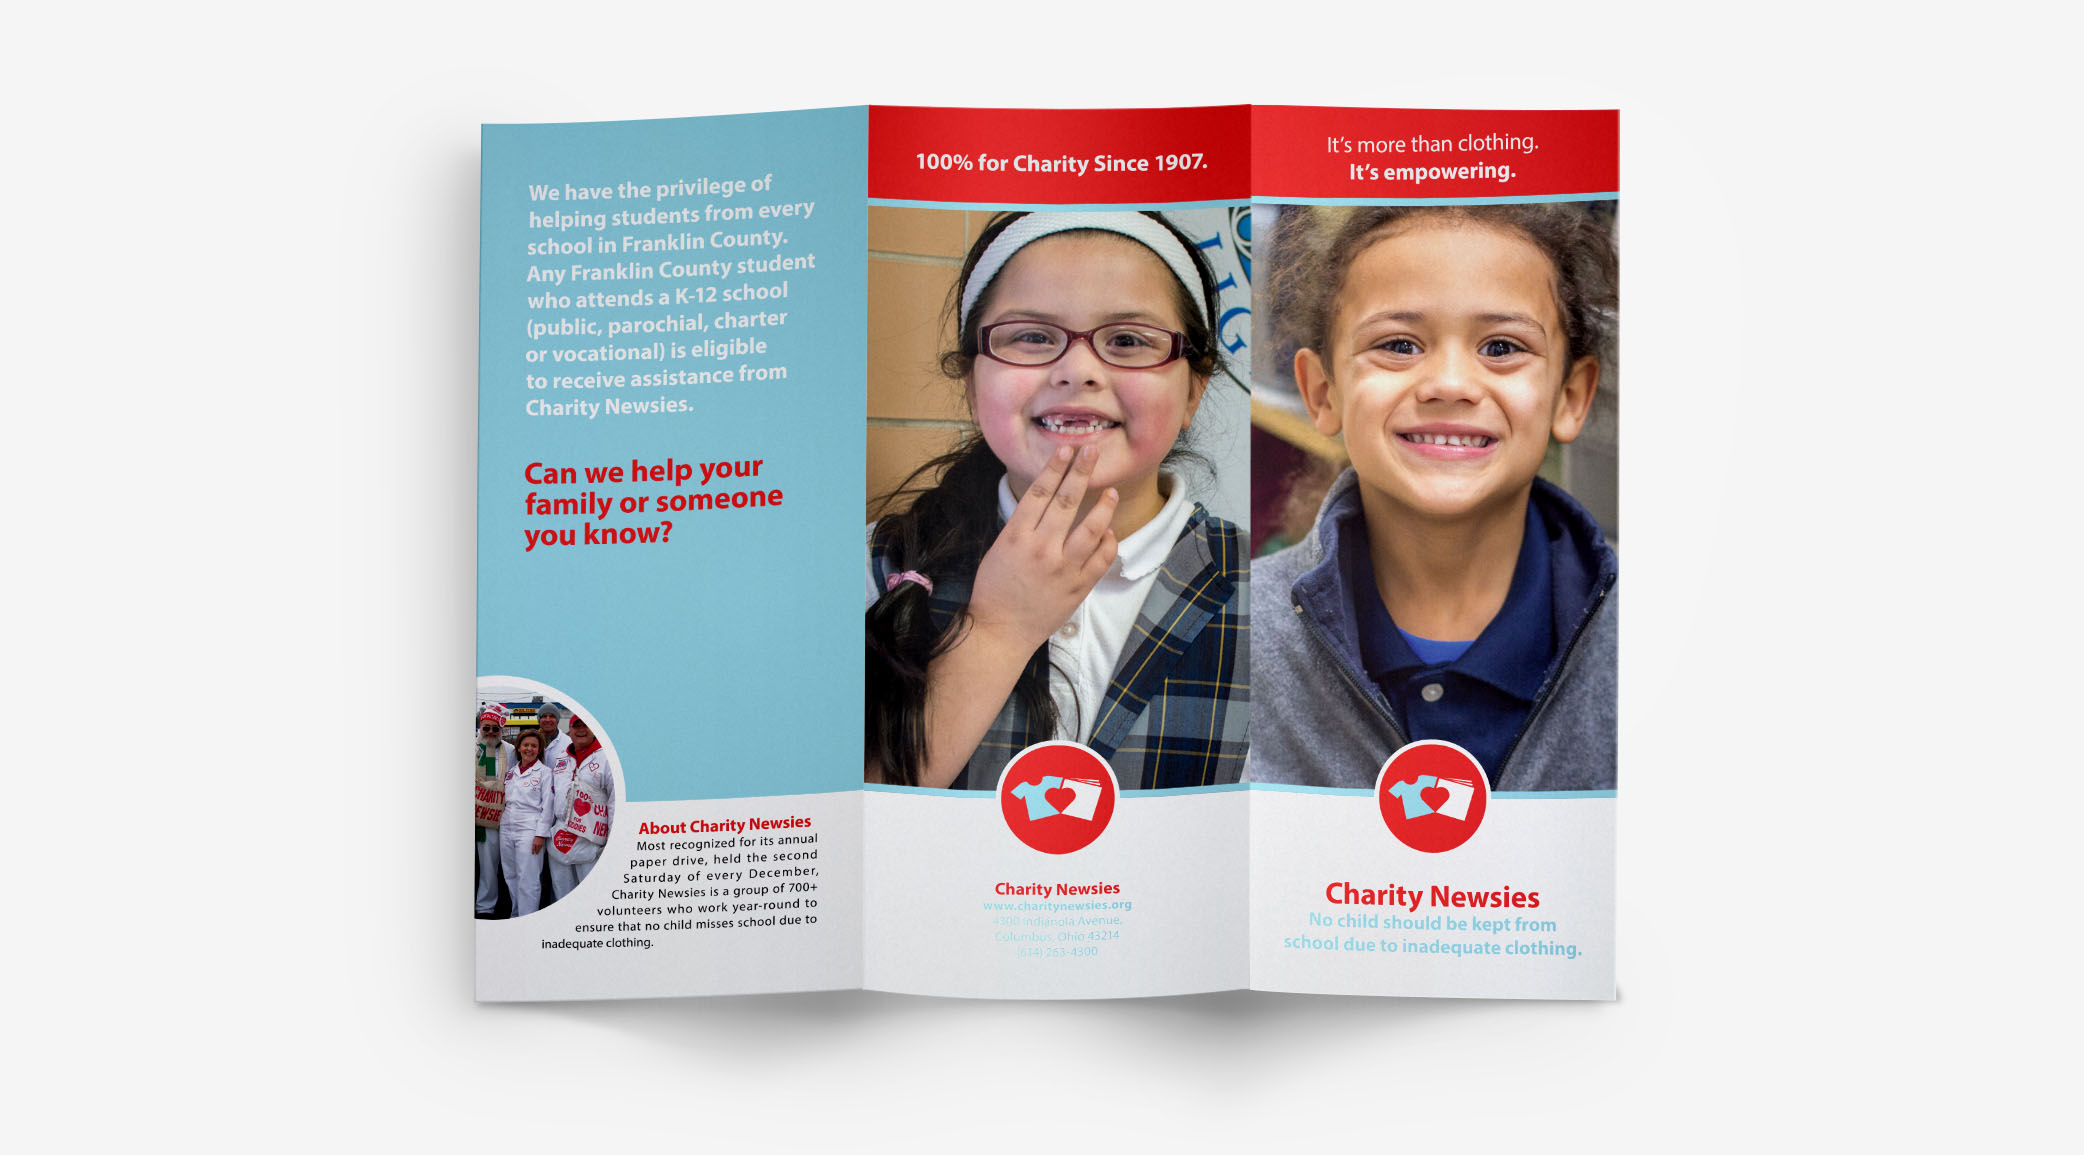 We have the privilege of
helping students from every
school in Franklin County.
Any Franklin County student
who attends a K-12 school
(public, parochial, charter
or vocational) is eligible
to receive assistance from
Charity Newsies.
Can we help your
family or someone
you know?
CHARITY
NEWSIE
100%
FOR
About Charity Newsies
Most recognized for its annual
paper drive, held the second
Saturday of every December,
Charity Newsies is a group of 700+
volunteers who work year-round to
ensure that no child misses school due to
inadequate clothing.
100% for Charity Since 1907.
Charity Newsies
www.charitynewsies.org
4300 Indianola Avenue,
Columbus, Ohio 43214
(614) 263-4300
It's more than clothing.
It's empowering.
Charity Newsies
No child should be kept from
school due to inadequate clothing.